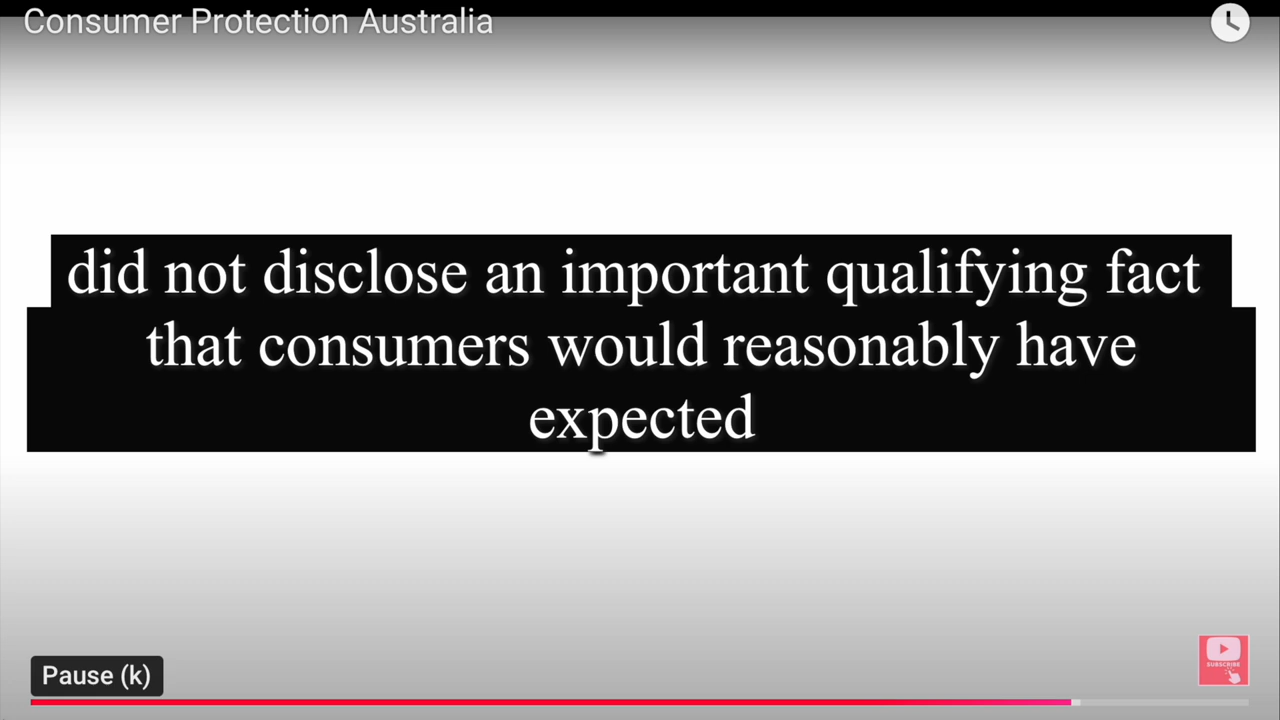 Consumer Protection Australia
did not disclose an important qualifying fact
that consumers would reasonably have
expected
SUBSCRIBE
Pause (k)